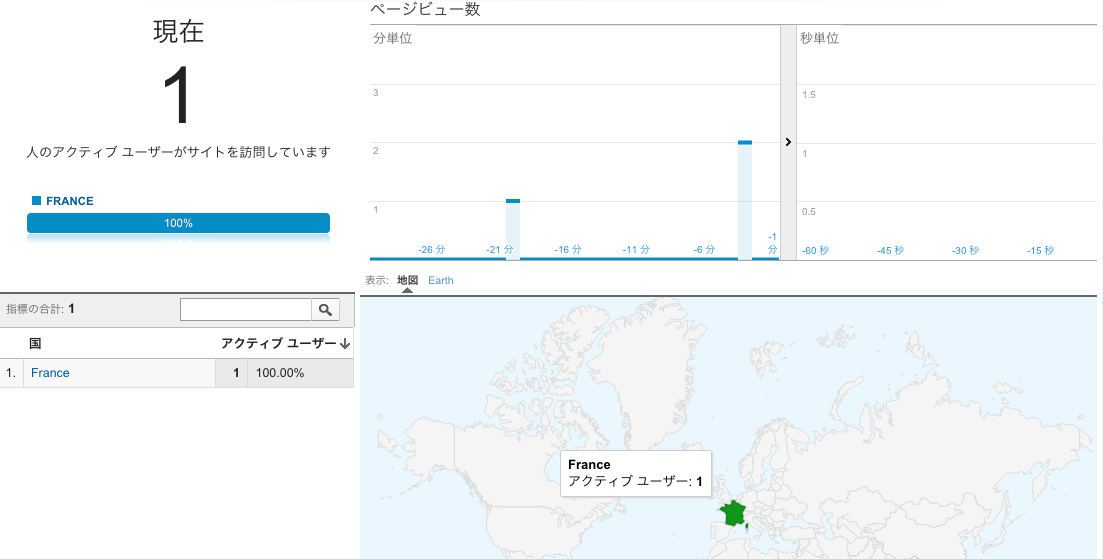 現在
1
人のアクティブ ユーザーがサイトを訪問しています
FRANCE
100%
指標の合計: 1
国 アクティブ ユーザー
1. France 1 100.00%
ページビュー数
分単位
3
2
1
-26 分 -21 分 -16 分 -11 分 -6 分 -1 分
秒単位
1.5
1
0.5
-60 秒 -45 秒 -30 秒 -15 秒
表示: 地図 Earth
France
アクティブ ユーザー: 1